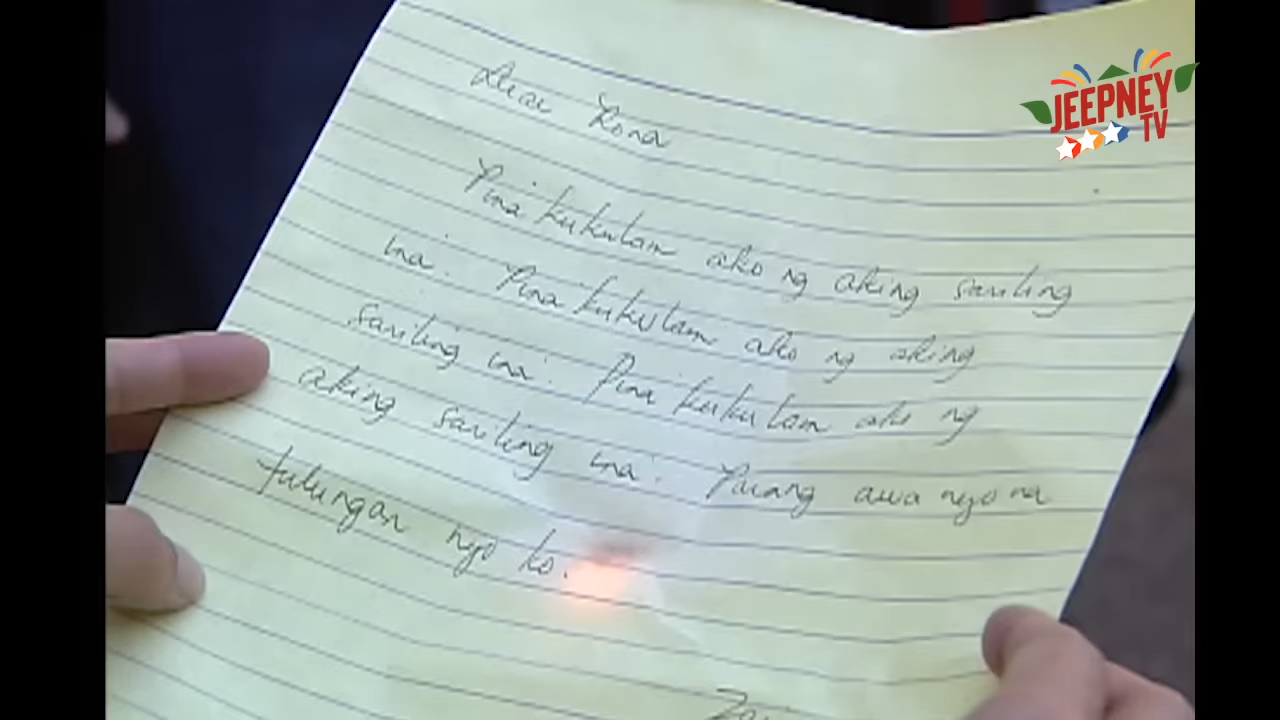 Dear Rona
Pina kukulam ako ng aking sariling
ina. Pina kukulam ako ng aking
sariling ina. Pina kukulam ako ng
aking sariling ina. Parang awa nyo na
tulungan nyo ko.
JEEPNEY
TV